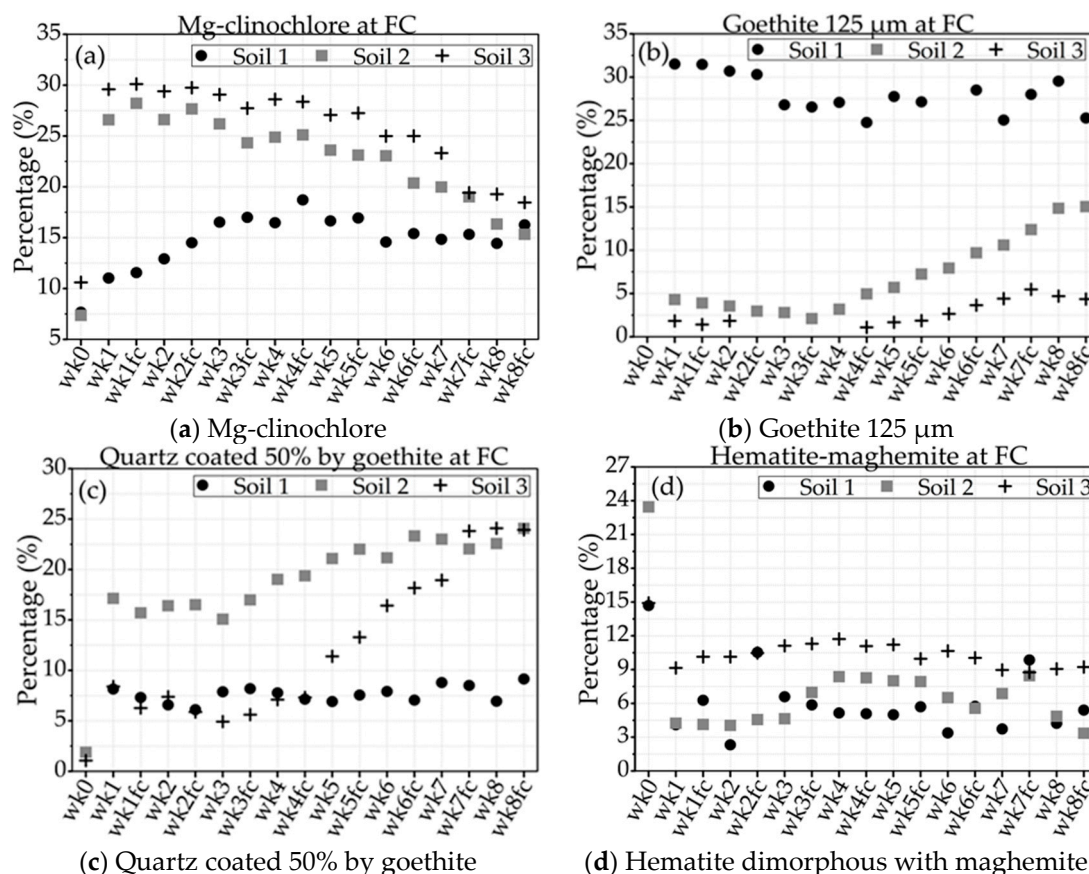 Mg-clinochlore at FC
(a)
Soil 1 Soil 2 Soil 3
Percentage (%)
35
30
25
20
15
10
5
wk0 wk1 wk1fc wk2 wk2fc wk3 wk3fc wk4 wk4fc wk5 wk5fc wk6 wk6fc wk7 wk7fc wk8 wk8fc
(a) Mg-clinochlore
Goethite 125 µm at FC
(b)
Soil 1 Soil 2 Soil 3
Percentage (%)
35
30
25
20
15
10
5
0
wk0 wk1 wk1fc wk2 wk2fc wk3 wk3fc wk4 wk4fc wk5 wk5fc wk6 wk6fc wk7 wk7fc wk8 wk8fc
(b) Goethite 125 µm
Quartz coated 50% by goethite at FC
(c)
Soil 1 Soil 2 Soil 3
Percentage (%)
30
25
20
15
10
5
0
wk0 wk1 wk1fc wk2 wk2fc wk3 wk3fc wk4 wk4fc wk5 wk5fc wk6 wk6fc wk7 wk7fc wk8 wk8fc
(c) Quartz coated 50% by goethite
Hematite-maghemite at FC
(d)
Soil 1 Soil 2 Soil 3
Percentage (%)
27
24
21
18
15
12
9
6
3
0
wk0 wk1 wk1fc wk2 wk2fc wk3 wk3fc wk4 wk4fc wk5 wk5fc wk6 wk6fc wk7 wk7fc wk8 wk8fc
(d) Hematite dimorphous with maghemite